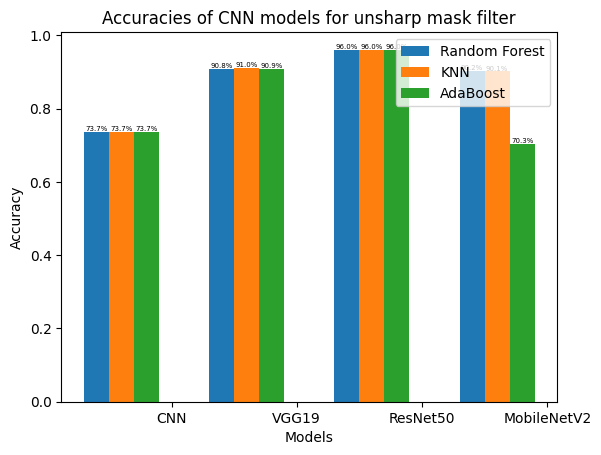 Accuracies of CNN models for unsharp mask filter
Random Forest
KNN
AdaBoost
73.7% 73.7% 73.7%
90.8% 91.0% 90.9%
96.0% 96.0%
90.1%
70.3%
1.0
0.8
0.6
0.4
0.2
0.0
Accuracy
CNN VGG19 ResNet50 MobileNetV2
Models